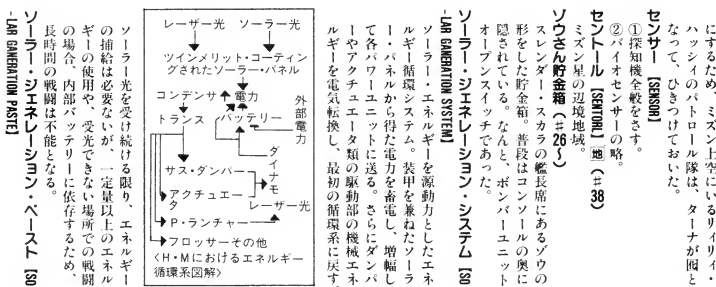 にするため、ミズン上空にいるリィリィ・
ハッシィのパトロール隊は、ターナが囮と
なって、ひきつけておいた。
センサー【SENSOR】
①探知機全般をさす。
②バイオセンサーの略。
セントール【SENTORL】地(♯38)
ミズン星の辺境地域。
ゾウさん貯金箱(♯26〜)
スレンダー・スカラの艦長席にあるゾウの
形をした貯金箱。普段はコンソールの奥に
隠されている。なんと、ボンバーユニット
オープンスイッチであった。
ソーラー・ジェネレーション・システム【SO
-LAR GANERATION SYSTEM】
ソーラー・エネルギーを源動力としたエネ
ルギー循環システム。装甲を兼ねたソーラ
ー・パネルから得た電力を蓄電し、増幅し
て各パワーユニットに送る。さらにダンパ
ーやアクチュエータ類の駆動部の機械エネ
ルギーを電気転換し、最初の循環系に戻す。
レーザー光 ソーラー光
ツインメリット・コーティン
グされたソーラー・パネル
コンデンサ 電力
外部電力
トランス バッテリー
ダイナモ
サス・ダンパー
アクチュエー
タ
レーザー光
P・ランチャー
フロッサーその他
〈H・Mにおけるエネルギー
循環系図解〉
ソーラー光を受け続ける限り、エネルギー
の捕給は必要ないが、一定量以上のエネル
ギーの使用や、受光できない場所での戦闘
の場合、内部バッテリーに依存するため、
長時間の戦闘は不能となる。
ソーラー・ジェネレーション・ペースト【SO
-LAR GANERATION PASTE】